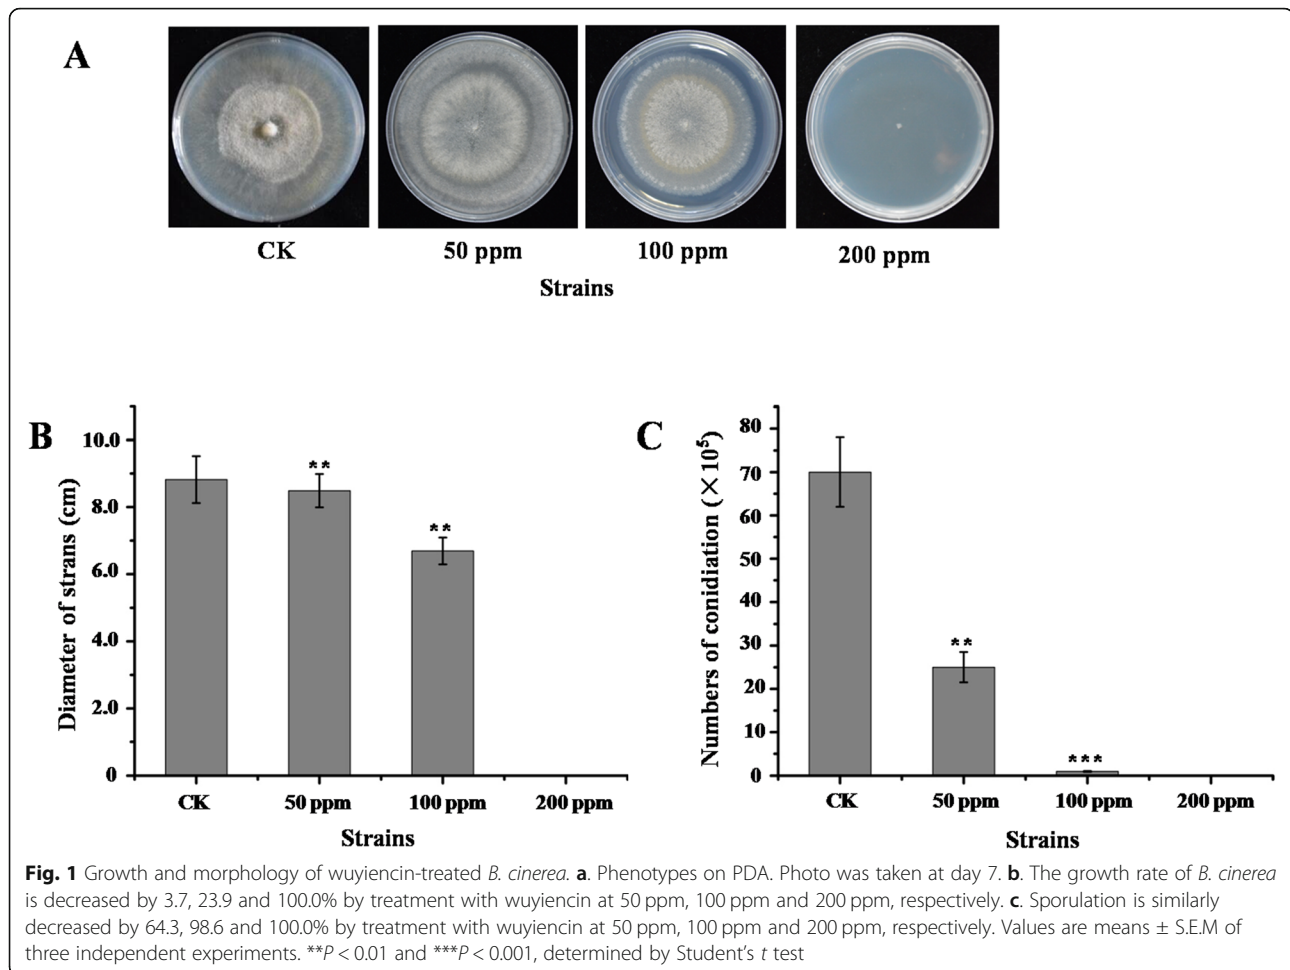 A
CK
50 ppm
100 ppm
200 ppm
Strains
B
Diameter of strans (cm)
10.0
8.0
6.0
4.0
2.0
0
**
**
CK
50 ppm
100 ppm
200 ppm
Strains
C
Numbers of conidiation (×10⁵)
80
70
60
50
40
30
20
10
0
**
***
CK
50 ppm
100 ppm
200 ppm
Strains
Fig. 1 Growth and morphology of wuyiencin-treated B. cinerea. a. Phenotypes on PDA. Photo was taken at day 7. b. The growth rate of B. cinerea
is decreased by 3.7, 23.9 and 100.0% by treatment with wuyiencin at 50 ppm, 100 ppm and 200 ppm, respectively. c. Sporulation is similarly
decreased by 64.3, 98.6 and 100.0% by treatment with wuyiencin at 50 ppm, 100 ppm and 200 ppm, respectively. Values are means ± S.E.M of
three independent experiments. **P < 0.01 and ***P < 0.001, determined by Student's t test